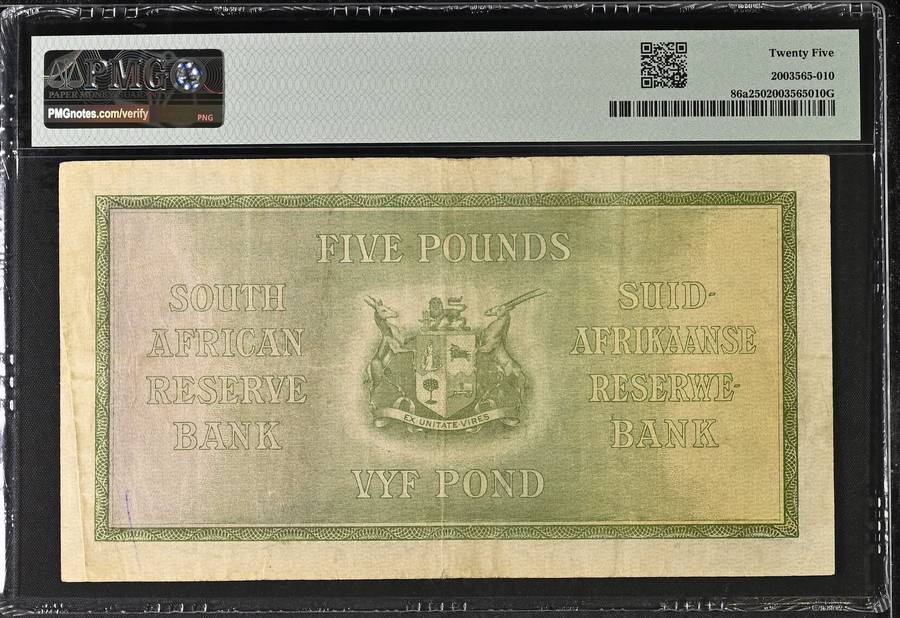 PMG
PAPER MONEY GUARANTY
PMGnotes.com/verify
PNG
Twenty Five
2003565-010
86a2502003565010G
FIVE POUNDS
SOUTH
AFRICAN
RESERVE
BANK
EX UNITATE VIRES
SUID-
AFRIKAANSE
RESERWE-
BANK
VYF POND